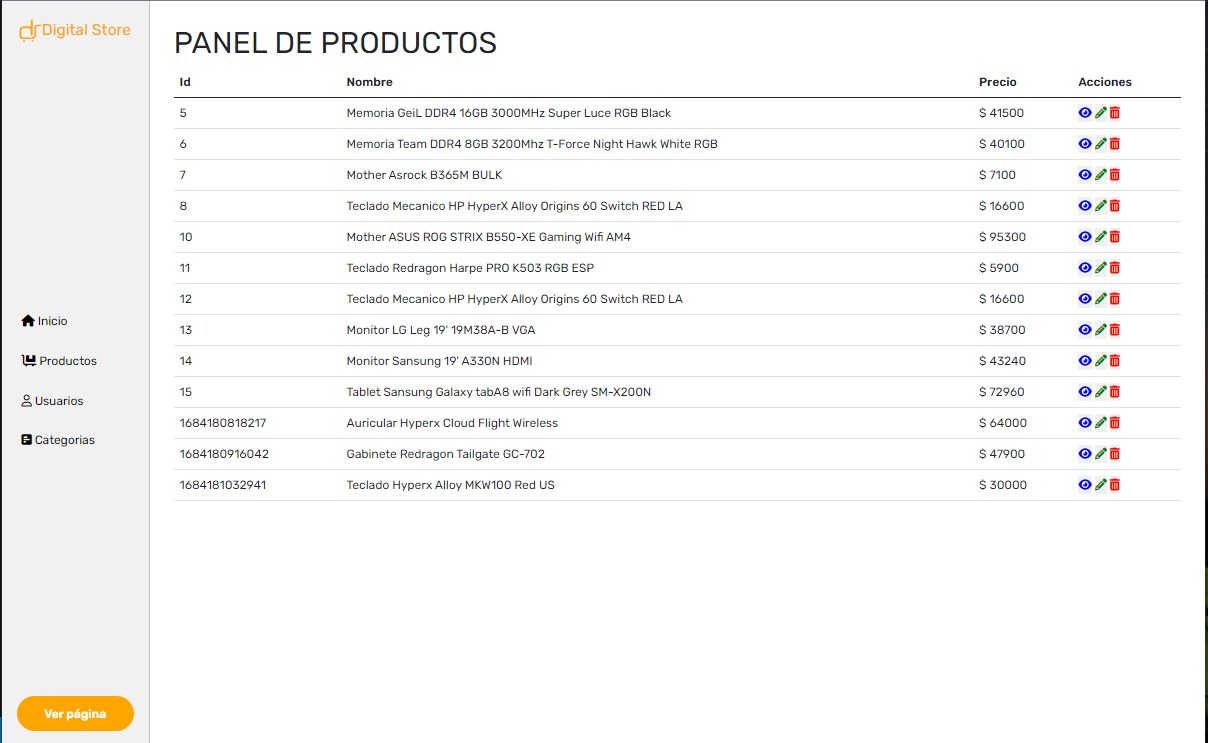 Digital Store
Inicio
Productos
Usuarios
Categorias
Ver página
PANEL DE PRODUCTOS
Id Nombre Precio Acciones
5 Memoria GeiL DDR4 16GB 3000MHz Super Luce RGB Black $ 41500
6 Memoria Team DDR4 8GB 3200Mhz T-Force Night Hawk White RGB $ 40100
7 Mother Asrock B365M BULK $ 7100
8 Teclado Mecanico HP HyperX Alloy Origins 60 Switch RED LA $ 16600
10 Mother ASUS ROG STRIX B550-XE Gaming Wifi AM4 $ 95300
11 Teclado Redragon Harpe PRO K503 RGB ESP $ 5900
12 Teclado Mecanico HP HyperX Alloy Origins 60 Switch RED LA $ 16600
13 Monitor LG Leg 19' 19M38A-B VGA $ 38700
14 Monitor Sansung 19' A330N HDMI $ 43240
15 Tablet Sansung Galaxy tabA8 wifi Dark Grey SM-X200N $ 72960
1684180818217 Auricular Hyperx Cloud Flight Wireless $ 64000
1684180916042 Gabinete Redragon Tailgate GC-702 $ 47900
1684181032941 Teclado Hyperx Alloy MKW100 Red US $ 30000